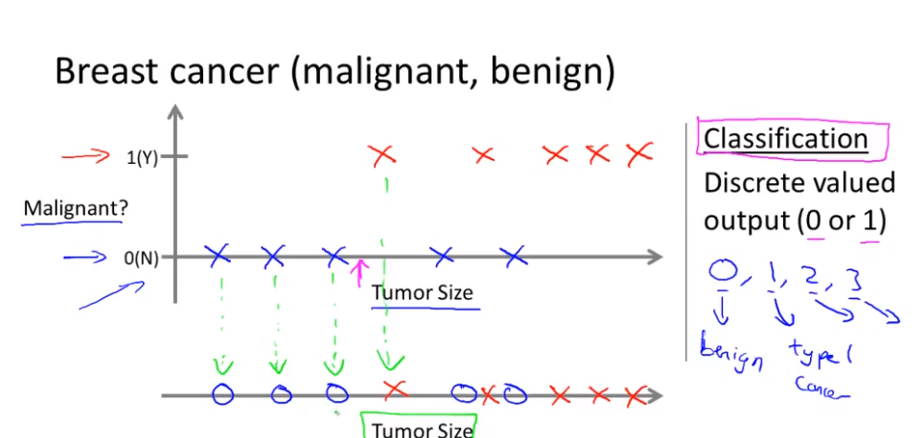 Breast cancer (malignant, benign)
1(Y)
Malignant?
0(N)
Tumor Size
Tumor Size
Classification
Discrete valued
output (0 or 1)
0, 1, 2, 3
benign type 1
cancer